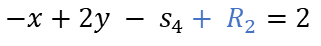 −x + 2y − s₄ + R₂ = 2